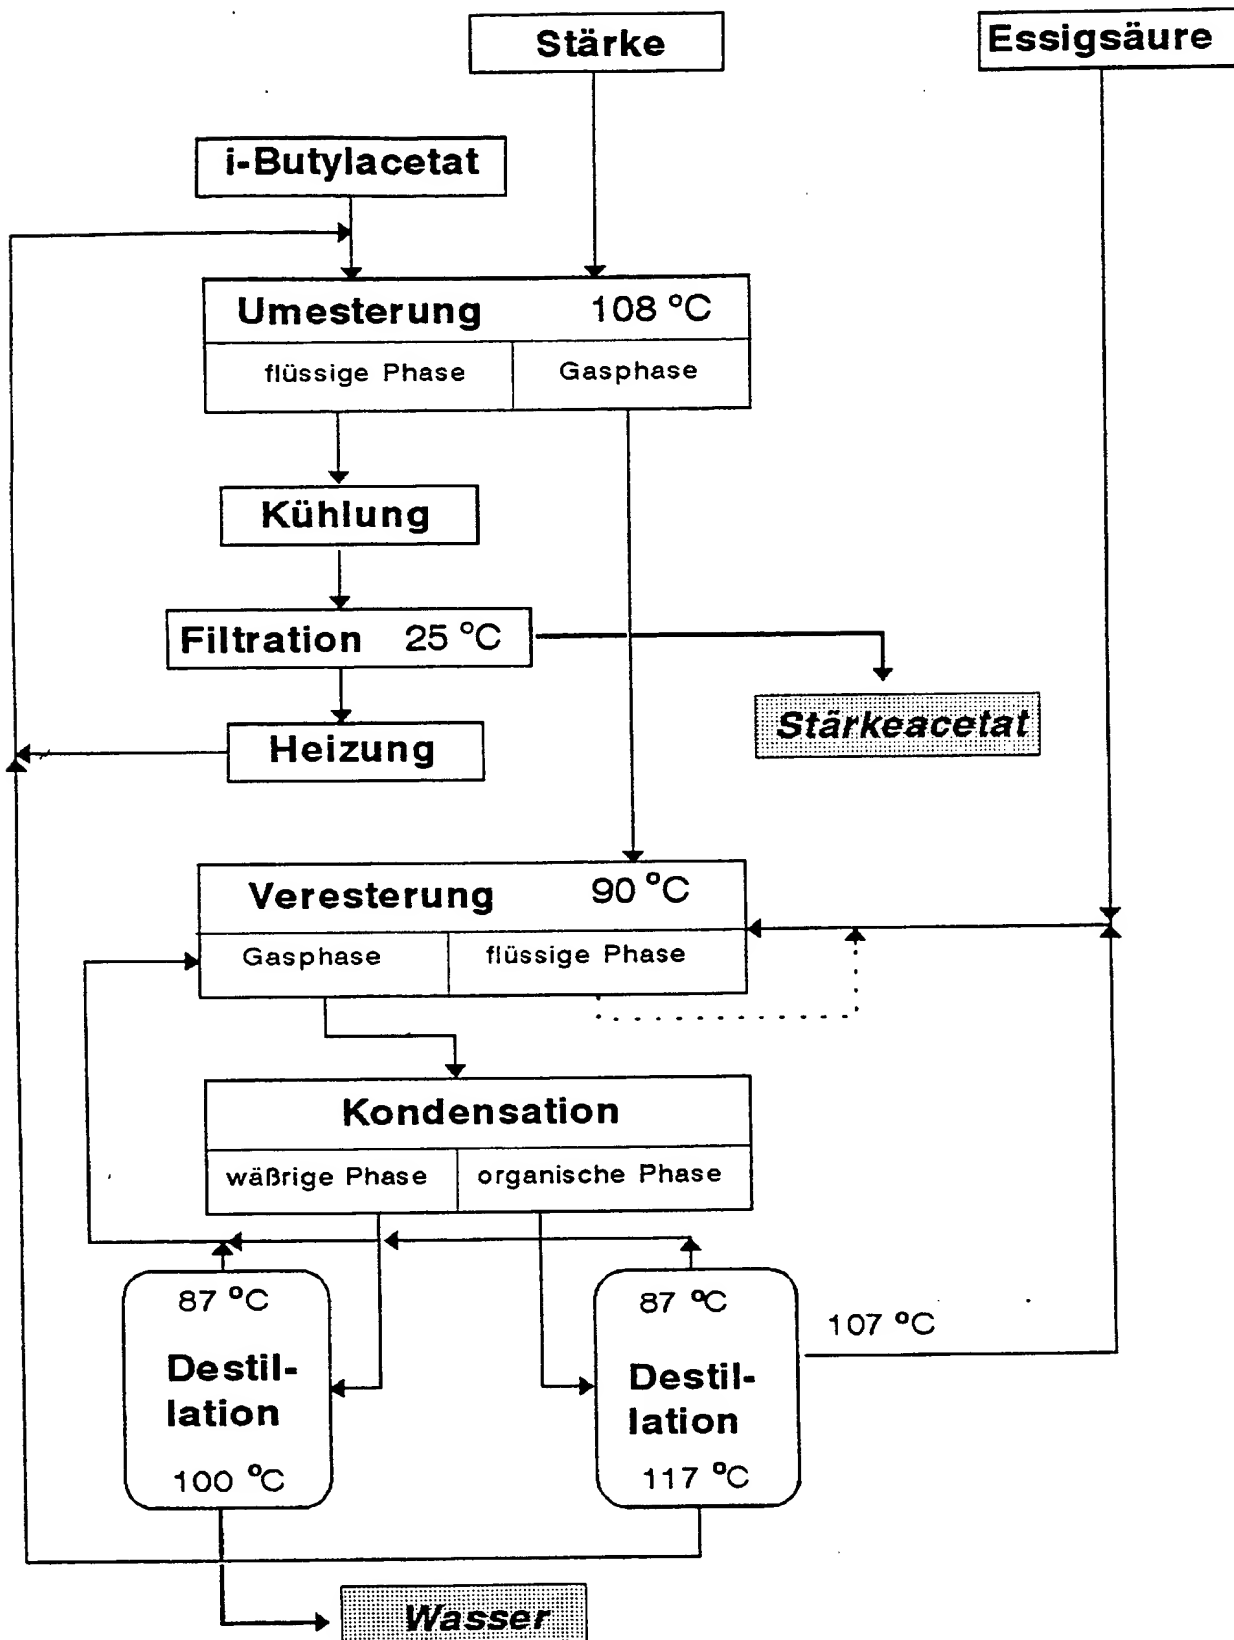 Stärke
Essigsäure
i-Butylacetat
Umesterung 108 °C
flüssige Phase
Gasphase
Kühlung
Filtration 25 °C
Stärkeacetat
Heizung
Veresterung 90 °C
Gasphase
flüssige Phase
Kondensation
wäßrige Phase
organische Phase
87 °C
Destil-
lation
100 °C
87 °C
Destil-
lation
117 °C
107 °C
Wasser